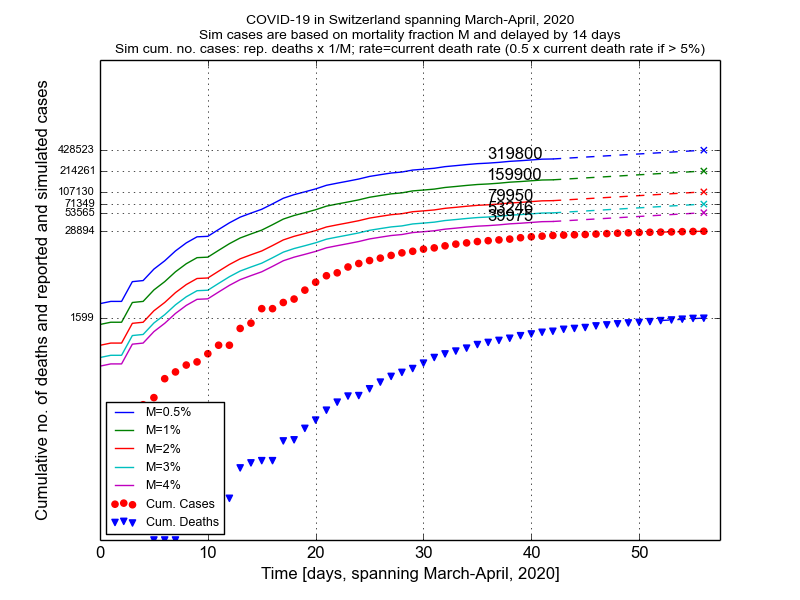 COVID-19 in Switzerland spanning March-April, 2020
Sim cases are based on mortality fraction M and delayed by 14 days
Sim cum. no. cases: rep. deaths x 1/M; rate=current death rate (0.5 x current death rate if > 5%)
Cumulative no. of deaths and reported and simulated cases
428523
214261
107130
71349
53565
28894
1599
319800
159900
79950
53246
39975
M=0.5%
M=1%
M=2%
M=3%
M=4%
Cum. Cases
Cum. Deaths
0 10 20 30 40 50
Time [days, spanning March-April, 2020]